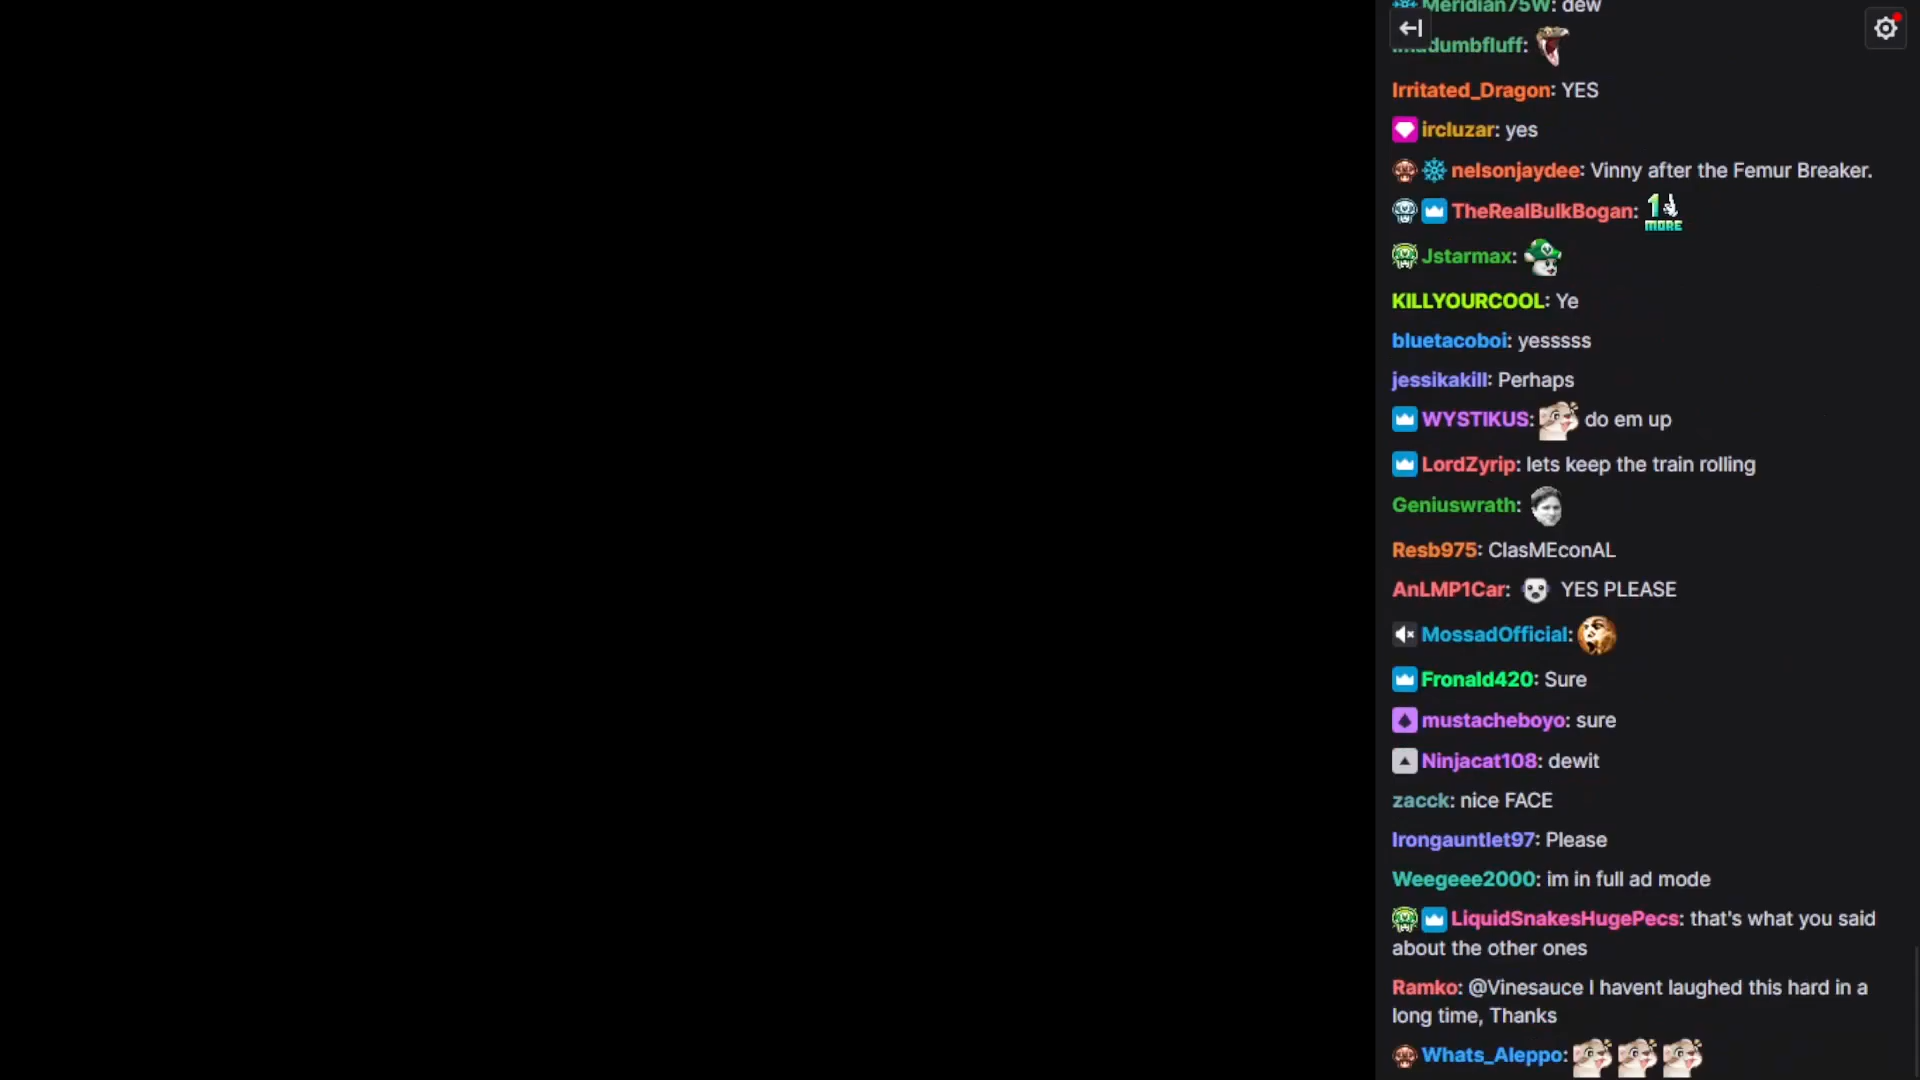 Meridian75W: dew
dumbfluff:
Irritated_Dragon: YES
ircluzar: yes
nelsonjaydee: Vinny after the Femur Breaker.
TheRealBulkBogan: 1 MORE
Jstarmax:
KILLYOURCOOL: Ye
bluetacoboi: yesssss
jessikakill: Perhaps
WYSTIKUS: do em up
LordZyrip: lets keep the train rolling
Geniuswrath:
Resb975: ClasMEconAL
AnLMP1Car: YES PLEASE
MossadOfficial:
Fronald420: Sure
mustacheboyo: sure
Ninjacat108: dewit
zacck: nice FACE
Irongauntlet97: Please
Weegeee2000: im in full ad mode
LiquidSnakesHugePecs: that's what you said
about the other ones
Ramko: @Vinesauce I havent laughed this hard in a
long time, Thanks
Whats_Aleppo: